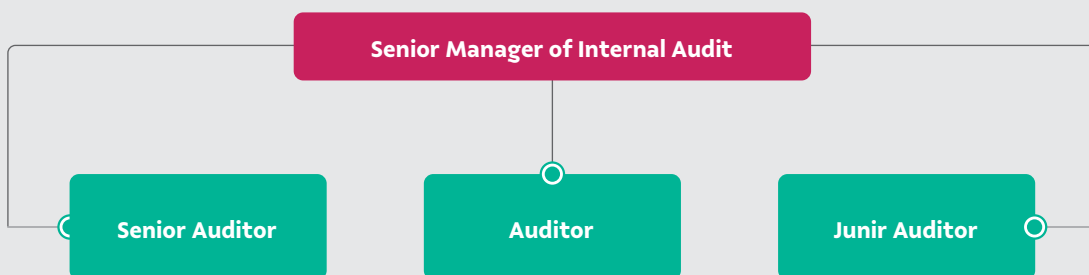 Senior Manager of Internal Audit
Senior Auditor
Auditor
Junir Auditor